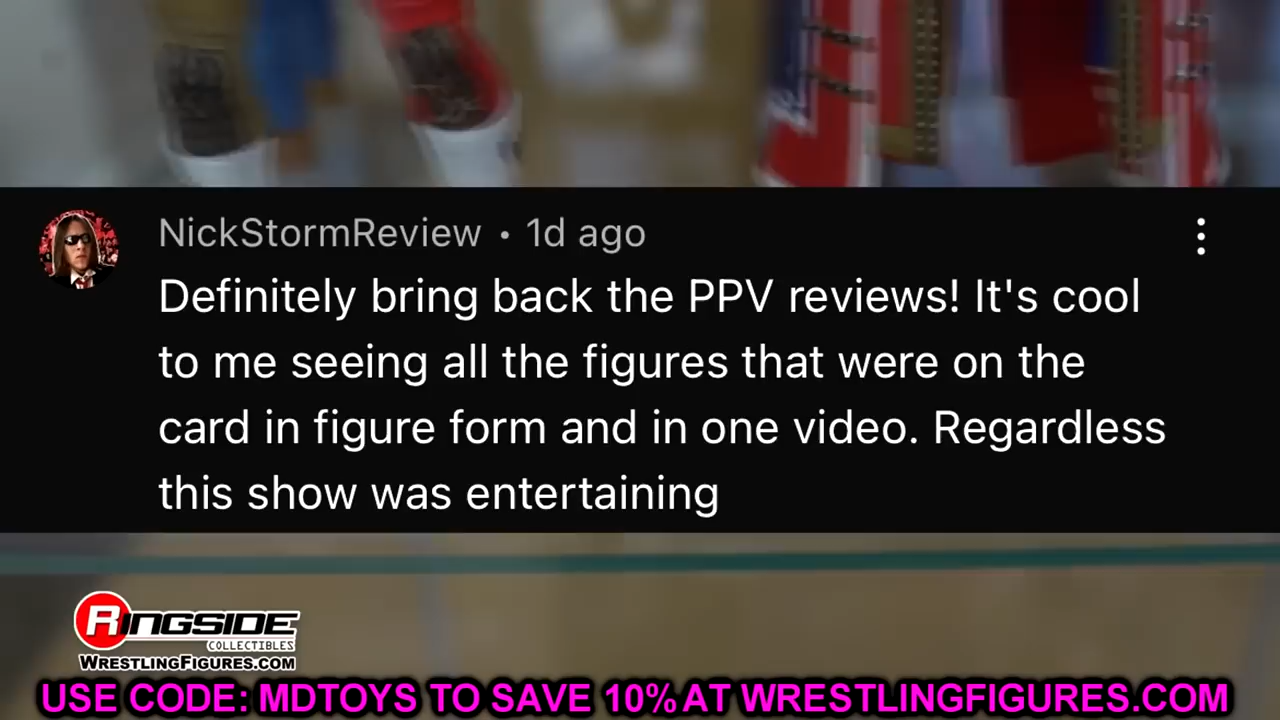 NickStormReview • 1d ago
Definitely bring back the PPV reviews! It's cool
to me seeing all the figures that were on the
card in figure form and in one video. Regardless
this show was entertaining
RINGSIDE
COLLECTIBLES
WRESTLINGFIGURES.COM
USE CODE: MDTOYS TO SAVE 10% AT WRESTLINGFIGURES.COM